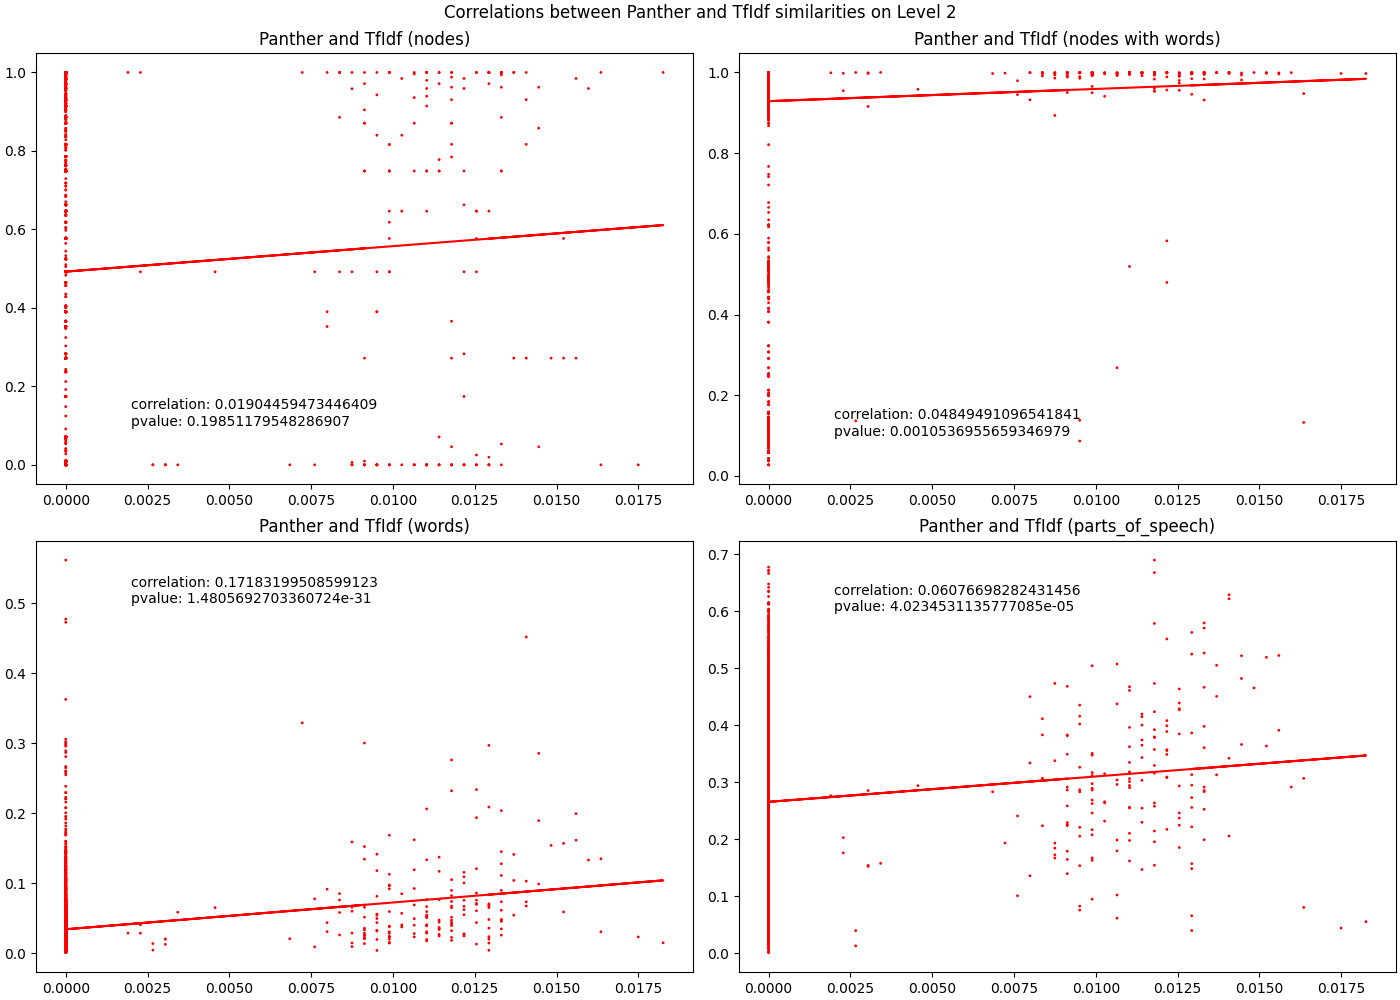 Correlations between Panther and TfIdf similarities on Level 2
Panther and TfIdf (nodes)
1.0
0.8
0.6
0.4
0.2
0.0
correlation: 0.01904459473446409
pvalue: 0.19851179548286907
0.0000 0.0025 0.0050 0.0075 0.0100 0.0125 0.0150 0.0175
Panther and TfIdf (nodes with words)
1.0
0.8
0.6
0.4
0.2
0.0
correlation: 0.04849491096541841
pvalue: 0.0010536955659346979
0.0000 0.0025 0.0050 0.0075 0.0100 0.0125 0.0150 0.0175
Panther and TfIdf (words)
0.5
0.4
0.3
0.2
0.1
0.0
correlation: 0.17183199508599123
pvalue: 1.4805692703360724e-31
0.0000 0.0025 0.0050 0.0075 0.0100 0.0125 0.0150 0.0175
Panther and TfIdf (parts_of_speech)
0.7
0.6
0.5
0.4
0.3
0.2
0.1
0.0
correlation: 0.06076698282431456
pvalue: 4.0234531135777085e-05
0.0000 0.0025 0.0050 0.0075 0.0100 0.0125 0.0150 0.0175